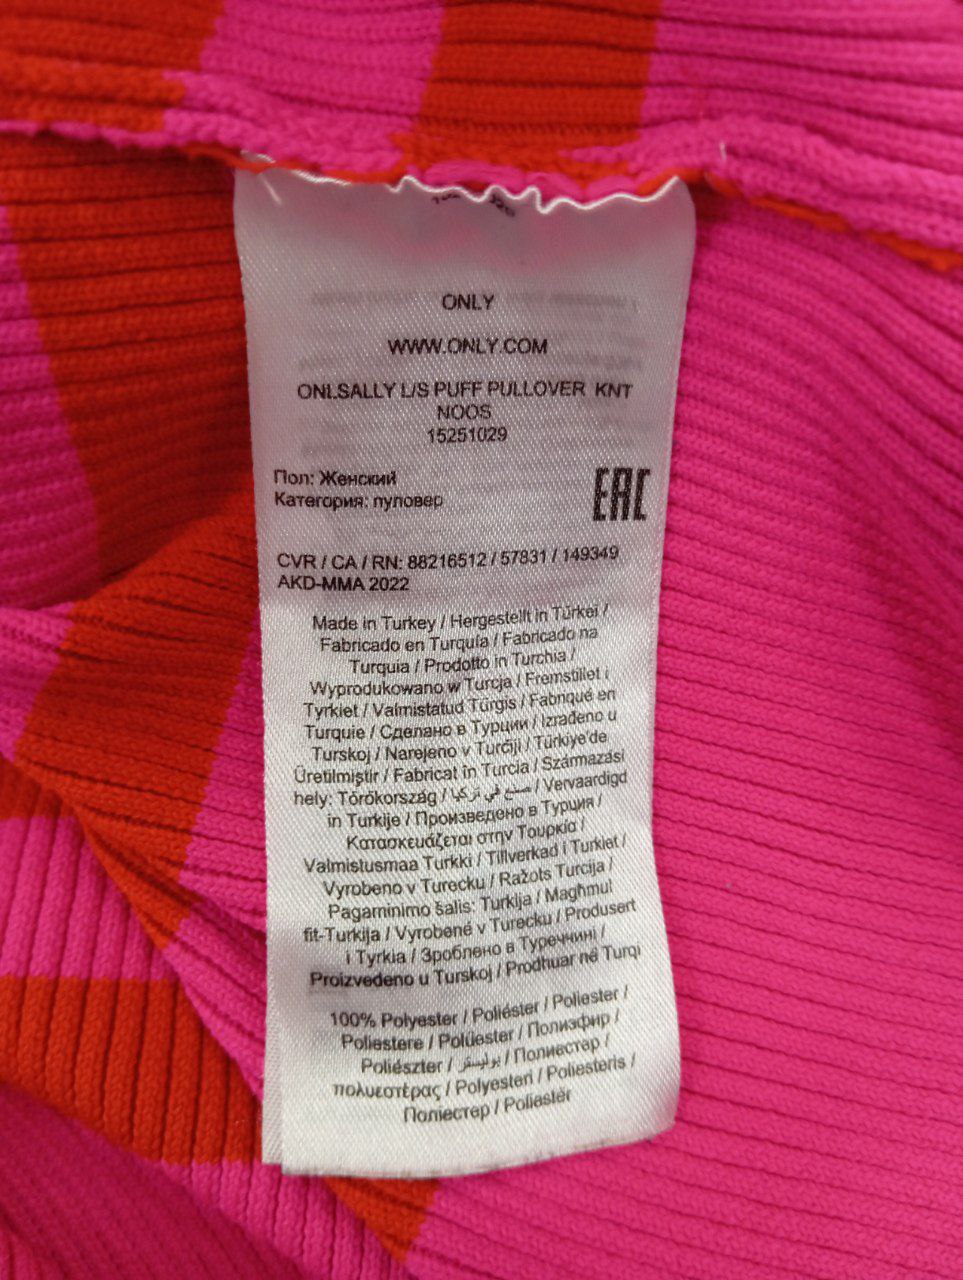 ONLY
WWW.ONLY.COM
ONLSALLY L/S PUFF PULLOVER KNT
NOOS
15251029
Пол: Женский
Категория: пуловер
EAC
CVR / CA / RN: 88216512 / 57831 / 149349
AKD-MMA 2022
Made in Turkey / Hergestellt in Türkei /
Fabricado en Turquía / Fabricado na
Turquia / Prodotto in Turchia /
Wyprodukowano w Turcja / Fremstillet i
Tyrkiet / Valmistatud Türgis / Fabriqué en
Turquie / Сделано в Турции / Izrađeno u
Turskoj / Narejeno v Turčiji / Türkiye'de
Üretilmiştir / Fabricat în Turcia / Származási
hely: Törökország / صنع في تركيا / Vervaardigd
in Turkije / Произведено в Турция /
Κατασκευάζεται στην Τουρκία /
Valmistusmaa Turkki / Tillverkad i Turkiet /
Vyrobeno v Turecku / Ražots Turcija /
Pagaminimo šalis: Turkija / Magħmul
fit-Turkija / Vyrobené v Turecku / Produsert
i Tyrkia / Зроблено в Туреччині /
Proizvedeno u Turskoj / Prodhuar në Turqi
100% Polyester / Poliéster / Poliester /
Poliestere / Polüester / Полиэфир /
Poliészter / بوليستر / Полиестер /
πολυεστέρας / Polyesteri / Poliesteris /
Поліестер / Poliestër